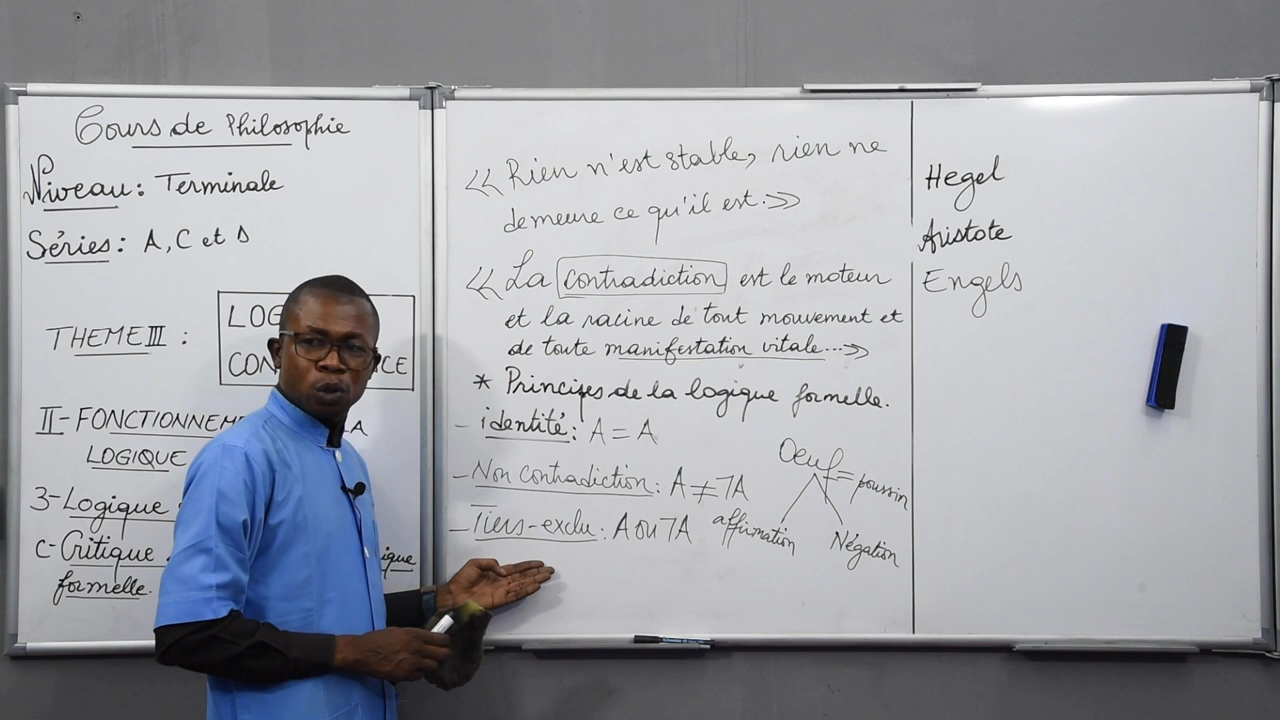 Cours de Philosophie
Niveau : Terminale
Séries : A, C et D
THEME III :
LOG
CON CE
II- FONCTIONNEM LA
LOGIQUE
3- Logique
c- Critique ique
formelle.
<< Rien n'est stable, rien ne
demeure ce qu'il est. >>
<< La contradiction est le moteur
et la racine de tout mouvement et
de toute manifestation vitale... >>
* Principes de la logique formelle.
- identité : A = A
- Non contradiction : A ≠ 7A
- Tiers-exclu : A ou 7A
Oeuf = poussin
affirmation
Négation
Hegel
Aristote
Engels